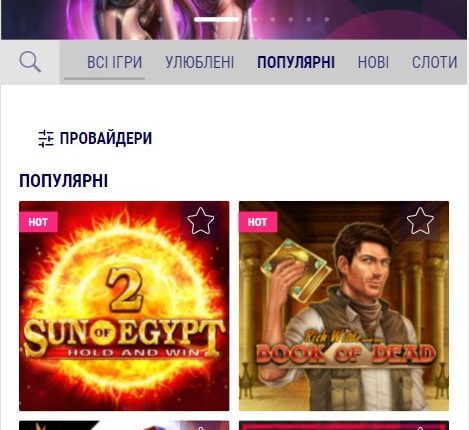 ВСІ ІГРИ УЛЮБЛЕНІ ПОПУЛЯРНІ НОВІ СЛОТИ
ПРОВАЙДЕРИ
ПОПУЛЯРНІ
HOT
2
SUN OF EGYPT
HOLD AND WIN
HOT
Rich Wilde and the
BOOK OF DEAD